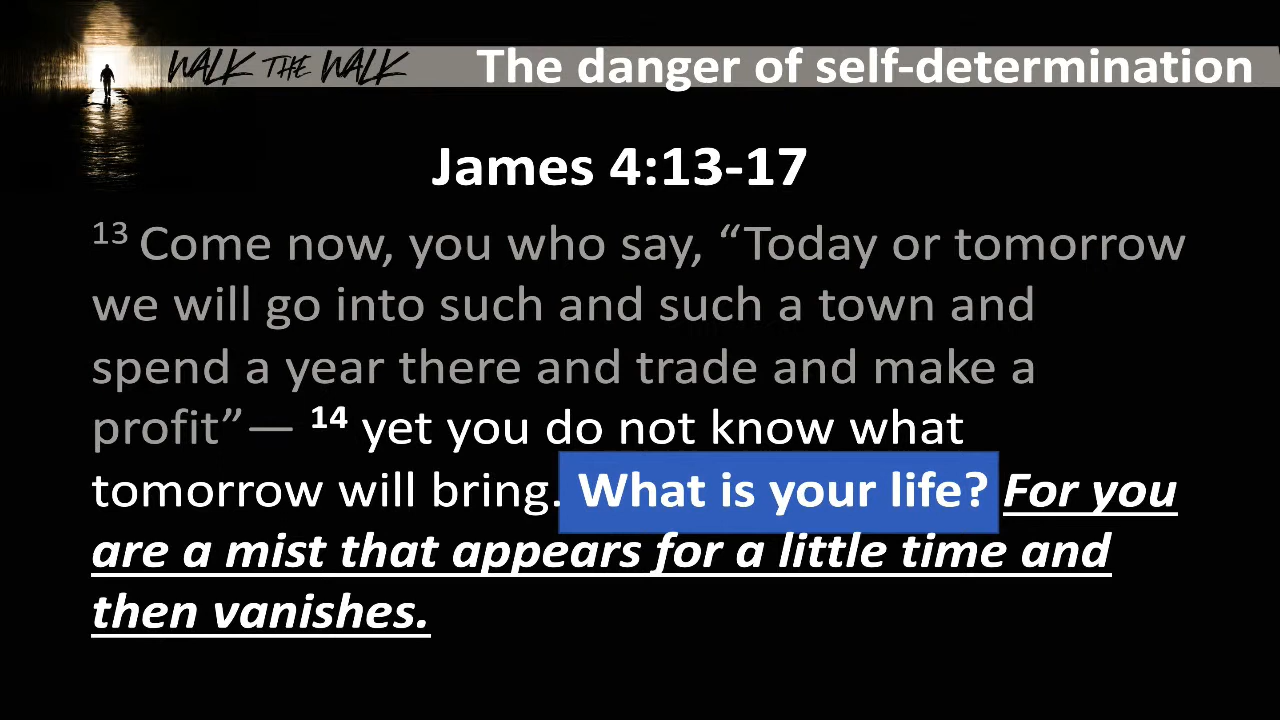 WALK THE WALK
The danger of self-determination
James 4:13-17
13 Come now, you who say, “Today or tomorrow
we will go into such and such a town and
spend a year there and trade and make a
profit”— 14 yet you do not know what
tomorrow will bring. What is your life? For you
are a mist that appears for a little time and
then vanishes.